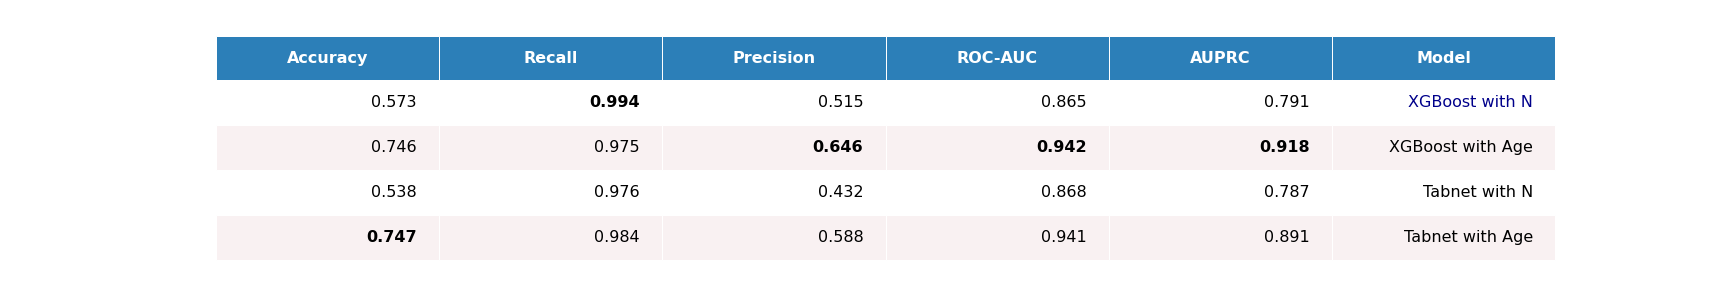 Accuracy Recall Precision ROC-AUC AUPRC Model
0.573 0.994 0.515 0.865 0.791 XGBoost with N
0.746 0.975 0.646 0.942 0.918 XGBoost with Age
0.538 0.976 0.432 0.868 0.787 Tabnet with N
0.747 0.984 0.588 0.941 0.891 Tabnet with Age